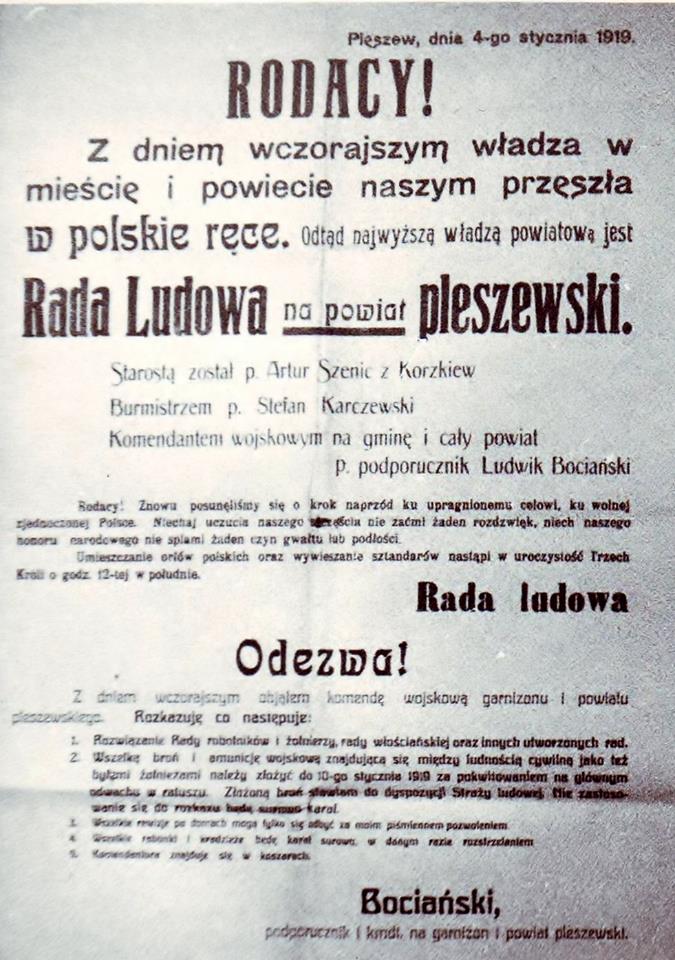 Pleszew, dnia 4-go stycznia 1919.
RODACY!
Z dniem wczorajszym władza w
mieście i powiecie naszym przeszła
w polskie ręce. Odtąd najwyższą władzą powiatową jest
Rada Ludowa na powiat pleszewski.
Starostą został p. Artur Szenic z Korzkiew
Burmistrzem p. Stefan Karczewski
Komendantem wojskowym na gminę i cały powiat
p. podporucznik Ludwik Bociański
Rodacy! Znowu posunęliśmy się o krok naprzód ku upragnionemu celowi, ku wolnej
zjednoczonej Polsce. Niechaj uczucia naszego szczęścia nie zaćmi żaden rozdzwięk, niech naszego
honoru narodowego nie splami żaden czyn gwałtu lub podłości.
Umieszczanie orłów polskich oraz wywieszanie sztandarów nastąpi w uroczystość Trzech
Króli o godz. 12-tej w południe.
Rada ludowa
Odezwa!
Z dniem wczorajszym objąłem komendę wojskową garnizonu i powiatu
pleszewskiego. Rozkazuję co następuje:
1. Rozwiązanie Rady robotników i żołnierzy, rady włościańskiej oraz innych utworzonych rad.
2. Wszelką broń i amunicję wojskową znajdującą się między ludnością cywilną jako też
byłymi żołnierzami należy złożyć do 10-go stycznia 1919 za pokwitowaniem na głównym
odwachu w ratuszu. Złożoną broń stawiam do dyspozycji Straży ludowej. Nie zastoso-
wanie się do rozkazu będę surowo karał.
3. Wszelkie rewizje po domach mogą tylko się odbyć za moim piśmiennem pozwoleniem.
4. Wszelkie rabunki i kradzieże będę karał surowo, w danym razie rozstrzelaniem
5. Komendantura znajduje się w koszarach.
Bociański,
podporucznik i kmdt. na garnizon i powiat pleszewski.